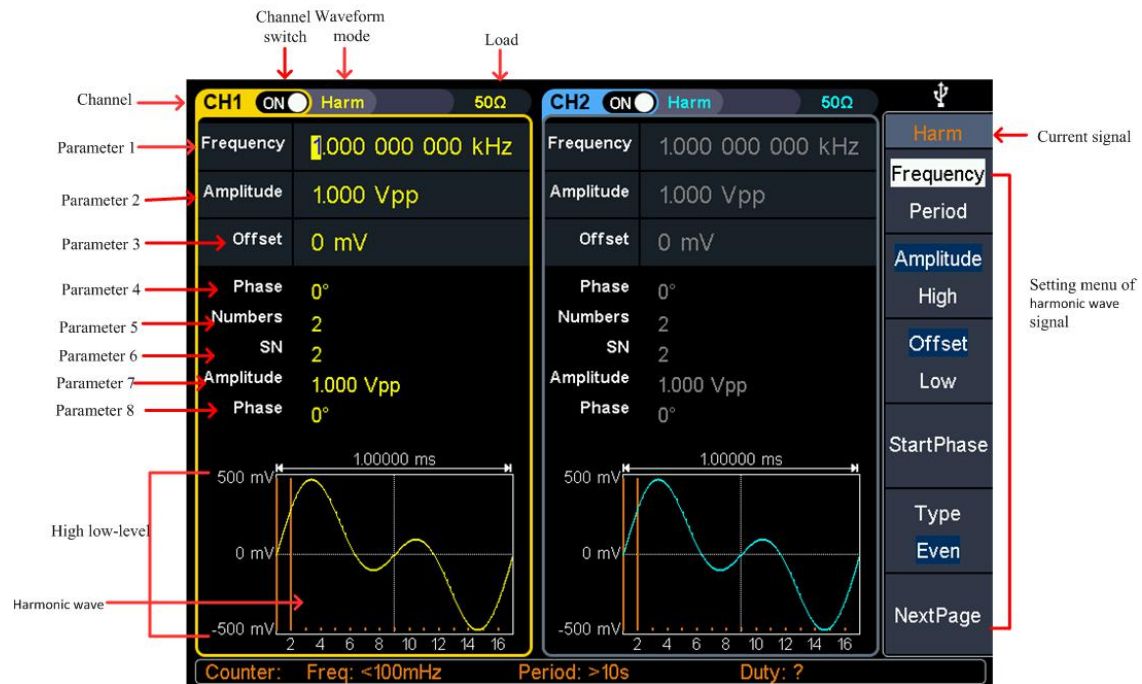 Channel switch
Waveform mode
Load
Channel
CH1 ON Harm 50Ω
CH2 ON Harm 50Ω
Harm
Current signal
Parameter 1
Frequency 1.000 000 000 kHz
Frequency 1.000 000 000 kHz
Frequency
Period
Parameter 2
Amplitude 1.000 Vpp
Amplitude 1.000 Vpp
Parameter 3
Offset 0 mV
Offset 0 mV
Amplitude
High
Parameter 4
Phase 0°
Phase 0°
Setting menu of
harmonic wave
signal
Parameter 5
Numbers 2
Numbers 2
Parameter 6
SN 2
SN 2
Offset
Low
Parameter 7
Amplitude 1.000 Vpp
Amplitude 1.000 Vpp
Parameter 8
Phase 0°
Phase 0°
StartPhase
Type
Even
NextPage
High low-level
Harmonic wave
1.00000 ms
500 mV
0 mV
-500 mV
2 4 6 8 10 12 14 16
1.00000 ms
500 mV
0 mV
-500 mV
2 4 6 8 10 12 14 16
Counter: Freq: <100mHz Period: >10s Duty: ?